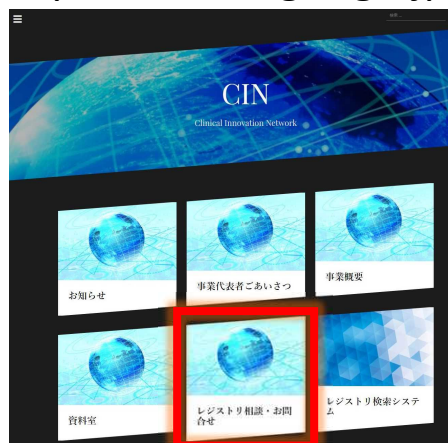 検索 ...
CIN
Clinical Innovation Network
お知らせ
事業代表者ごあいさつ
事業概要
資料室
レジストリ相談・お問
合せ
レジストリ検索システ
ム